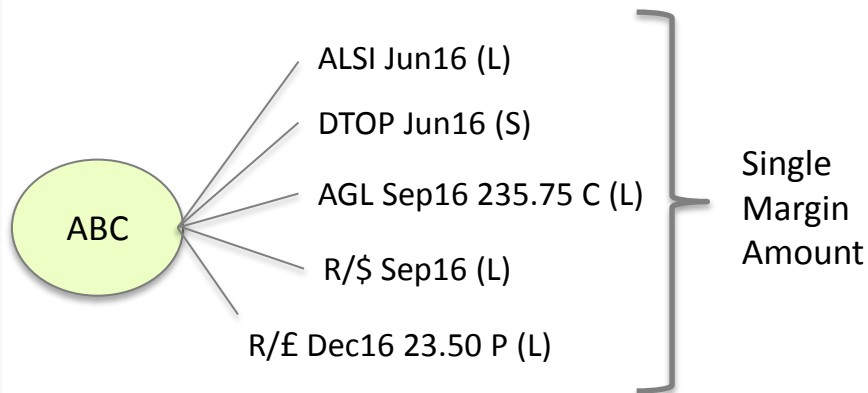 ALSI Jun16 (L)
DTOP Jun16 (S)
AGL Sep16 235.75 C (L)
R/$ Sep16 (L)
R/£ Dec16 23.50 P (L)
ABC
Single
Margin
Amount